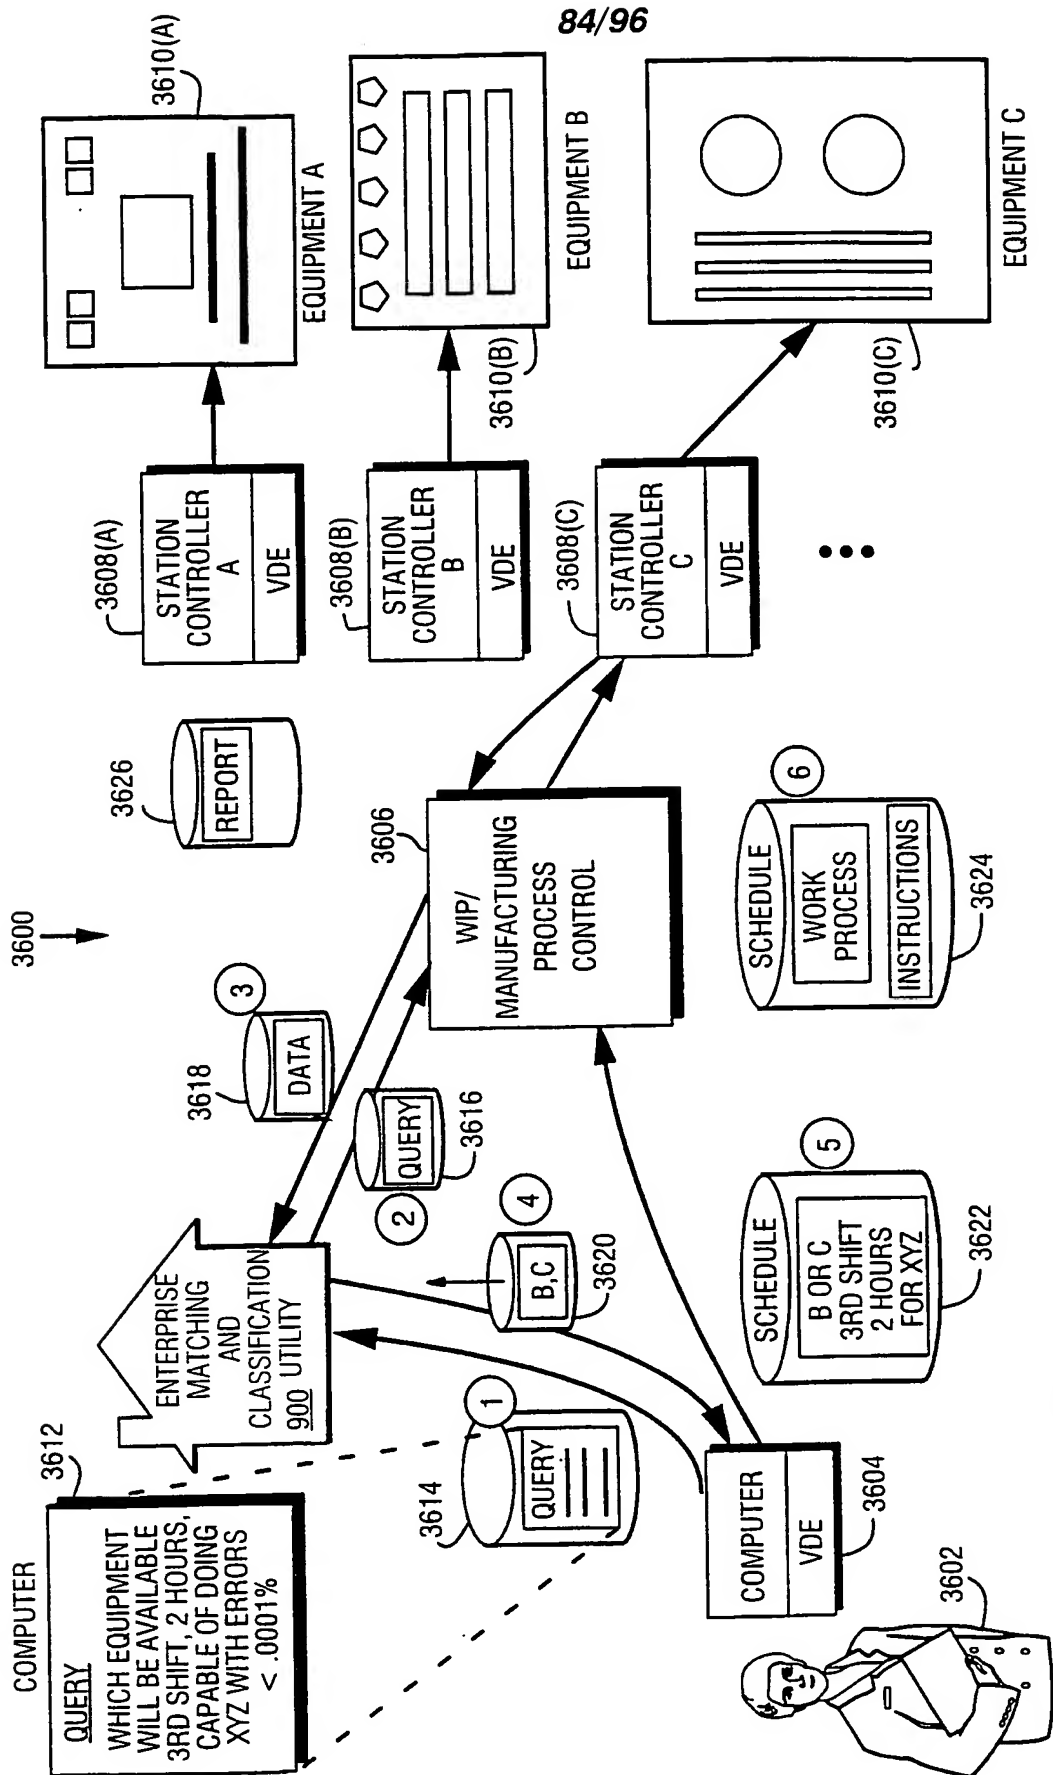 84/96
3600
COMPUTER
QUERY
WHICH EQUIPMENT
WILL BE AVAILABLE
3RD SHIFT, 2 HOURS,
CAPABLE OF DOING
XYZ WITH ERRORS
< .0001%
3612
ENTERPRISE
MATCHING
AND
CLASSIFICATION
900 UTILITY
3614
QUERY
1
COMPUTER
VDE
3604
3602
2
QUERY
3616
3618
DATA
3
4
B,C
3620
SCHEDULE
B OR C
3RD SHIFT
2 HOURS
FOR XYZ
5
3622
3606
WIP/
MANUFACTURING
PROCESS
CONTROL
SCHEDULE
WORK
PROCESS
INSTRUCTIONS
6
3624
3626
REPORT
3608(A)
STATION
CONTROLLER
A
VDE
3608(B)
STATION
CONTROLLER
B
VDE
3608(C)
STATION
CONTROLLER
C
VDE
3610(A)
EQUIPMENT A
3610(B)
EQUIPMENT B
3610(C)
EQUIPMENT C